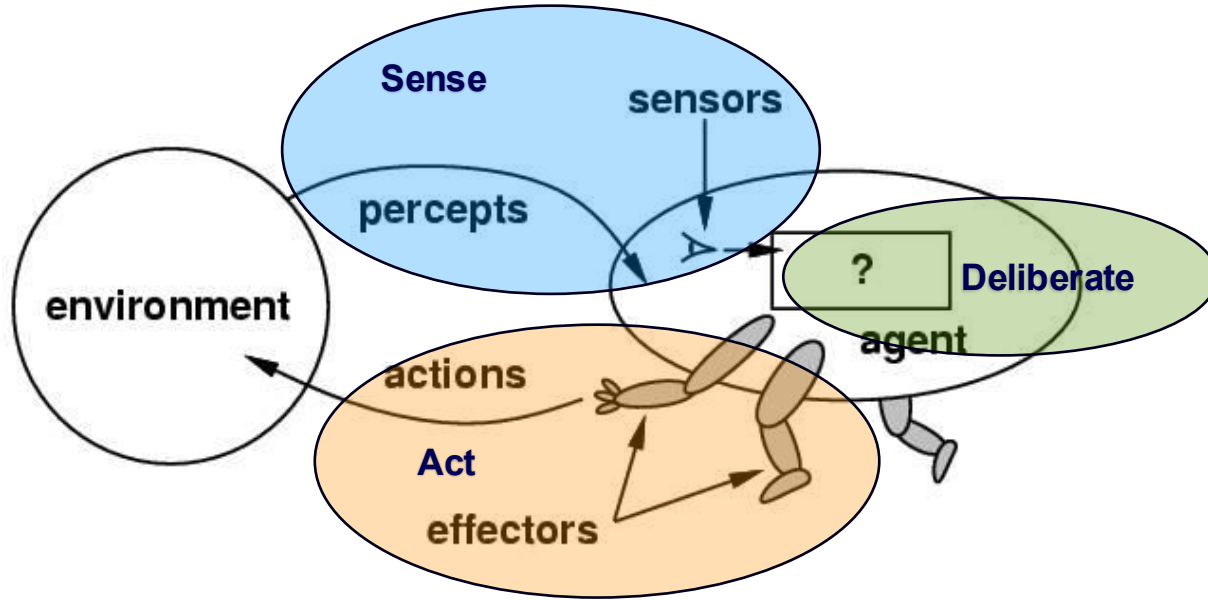 Sense
sensors
percepts
environment
?
Deliberate
agent
actions
Act
effectors